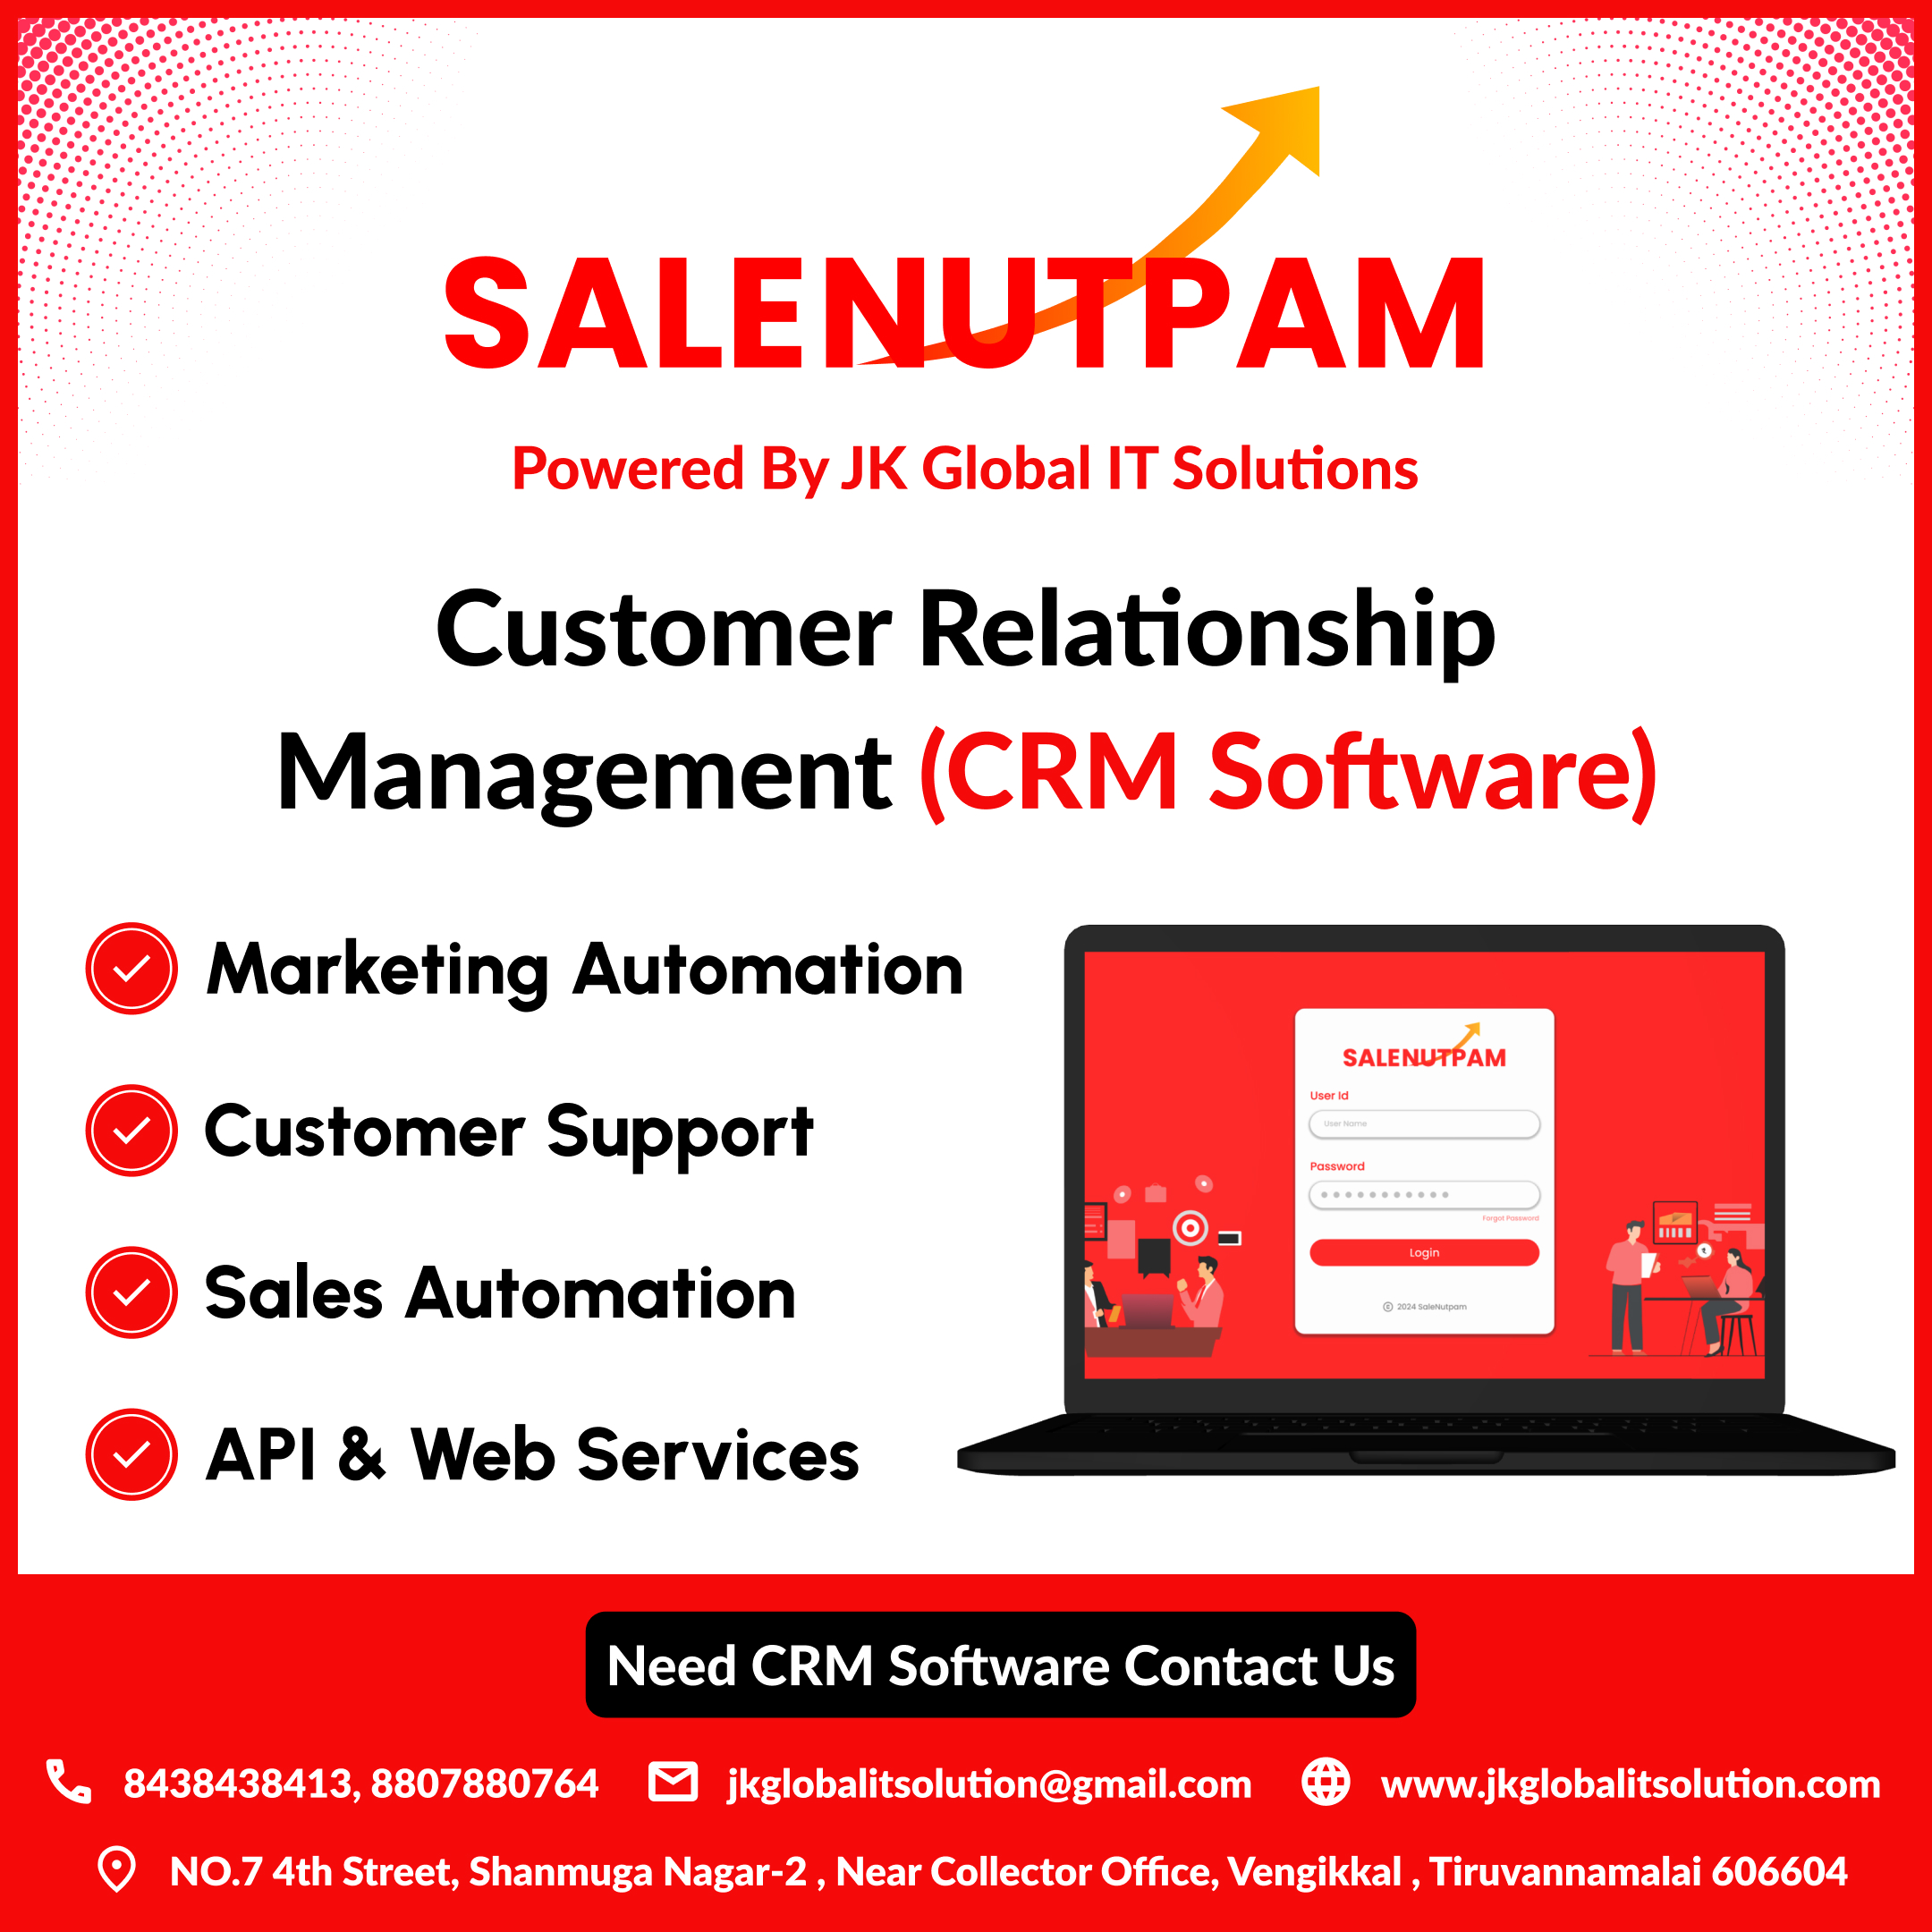 SALENUTPAM
Powered By JK Global IT Solutions
Customer Relationship
Management (CRM Software)
Marketing Automation
Customer Support
Sales Automation
API & Web Services
SALENUTPAM
User Id
User Name
Password
Forgot Password
Login
© 2024 SaleNutpam
Need CRM Software Contact Us
8438438413, 8807880764
jkglobalitsolution@gmail.com
www.jkglobalitsolution.com
NO.7 4th Street, Shanmuga Nagar-2 , Near Collector Office, Vengikkal , Tiruvannamalai 606604